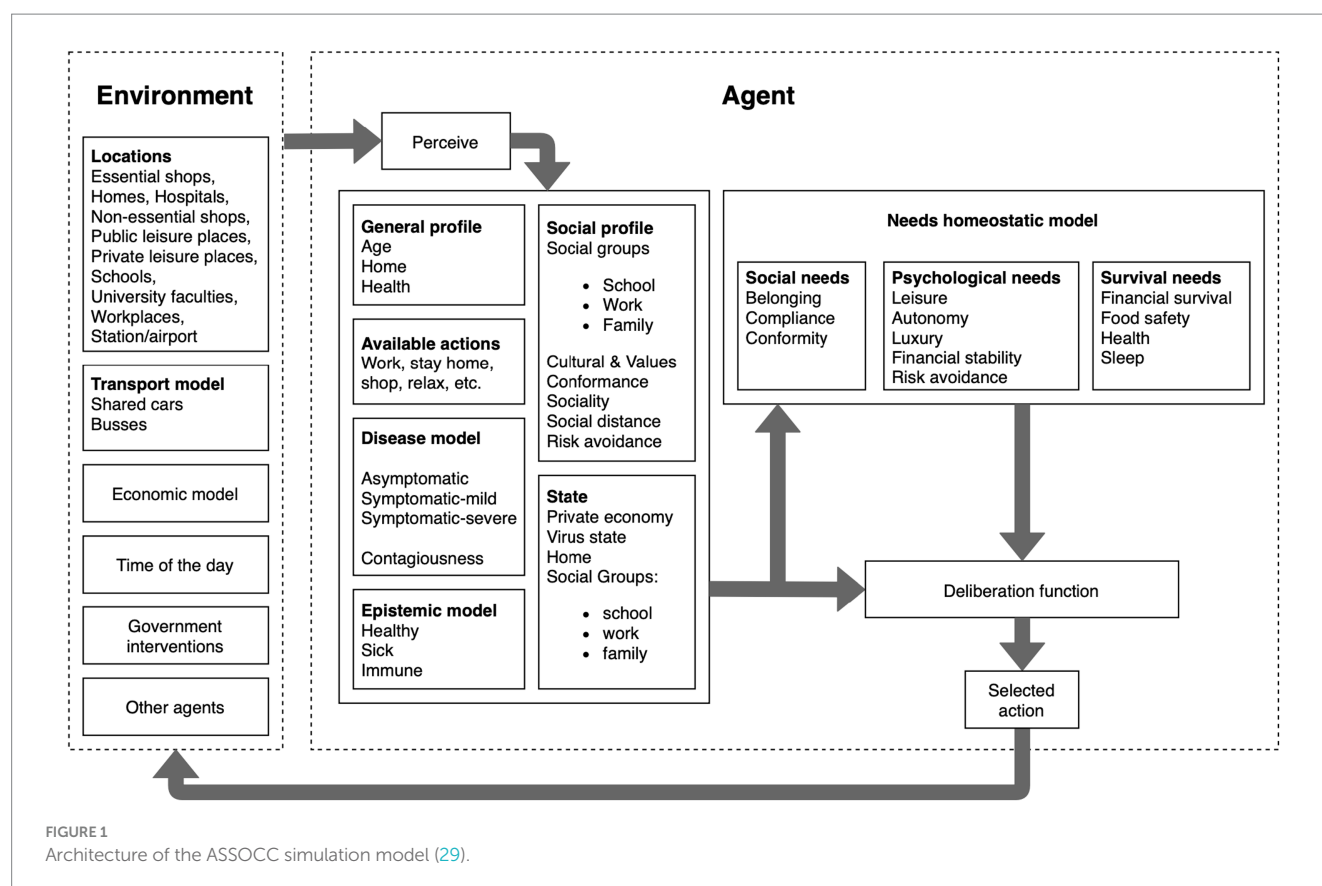 Environment
Locations
Essential shops,
Homes, Hospitals,
Non-essential shops,
Public leisure places,
Private leisure places,
Schools,
University faculties,
Workplaces,
Station/airport
Transport model
Shared cars
Busses
Economic model
Time of the day
Government
interventions
Other agents
Agent
Perceive
General profile
Age
Home
Health
Available actions
Work, stay home,
shop, relax, etc.
Disease model
Asymptomatic
Symptomatic-mild
Symptomatic-severe
Contagiousness
Epistemic model
Healthy
Sick
Immune
Social profile
Social groups
• School
• Work
• Family
Cultural & Values
Conformance
Sociality
Social distance
Risk avoidance
State
Private economy
Virus state
Home
Social Groups:
• school
• work
• family
Needs homeostatic model
Social needs
Belonging
Compliance
Conformity
Psychological needs
Leisure
Autonomy
Luxury
Financial stability
Risk avoidance
Survival needs
Financial survival
Food safety
Health
Sleep
Deliberation function
Selected
action
FIGURE 1
Architecture of the ASSOCC simulation model (29).